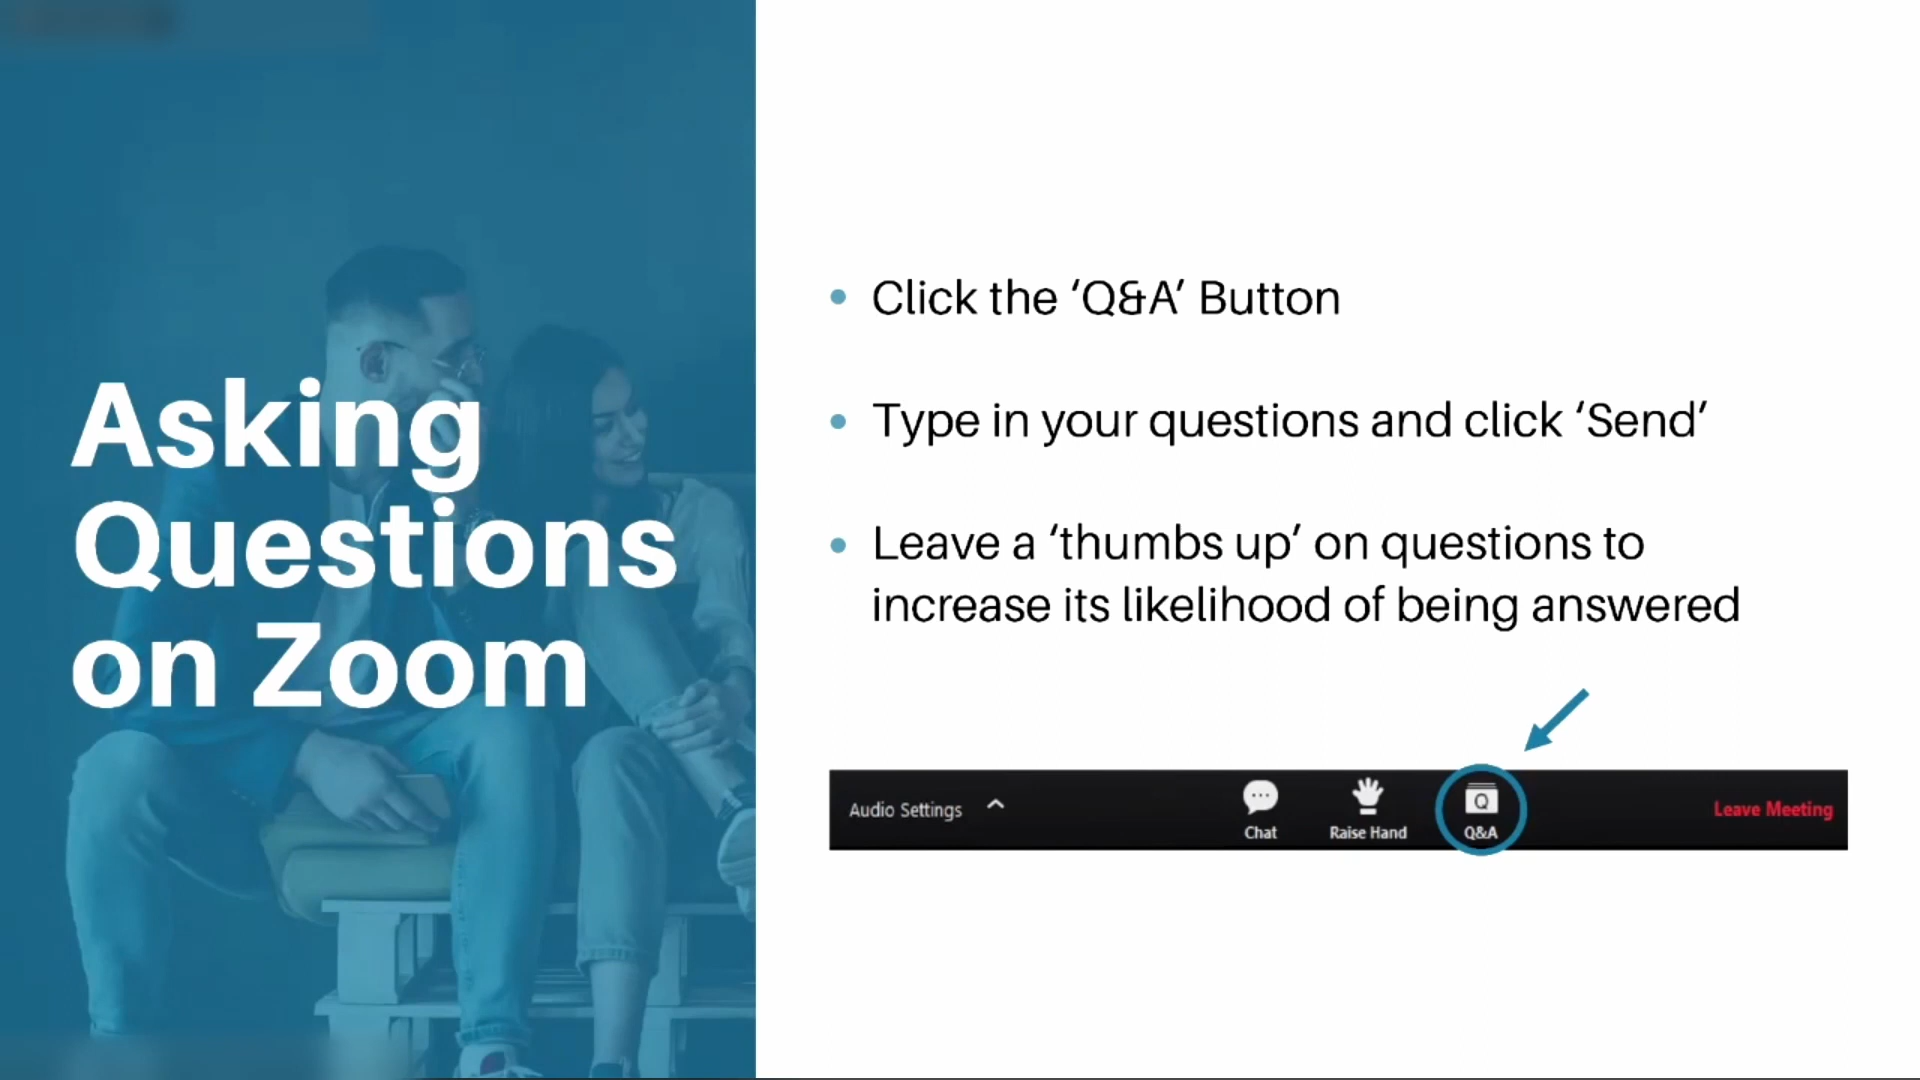 Asking
Questions
on Zoom
• Click the ‘Q&A’ Button
• Type in your questions and click ‘Send’
• Leave a ‘thumbs up’ on questions to
increase its likelihood of being answered
Audio Settings
Chat
Raise Hand
Q
Q&A
Leave Meeting